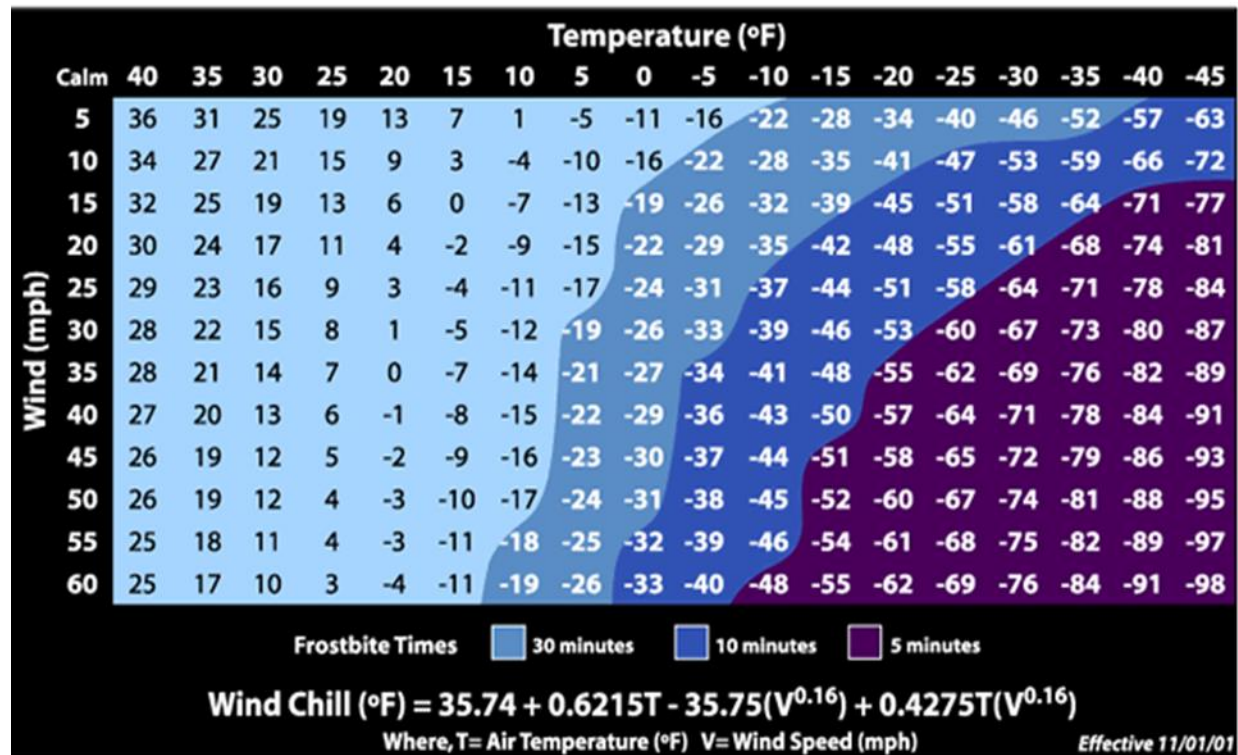 Temperature (ºF)
Calm 40 35 30 25 20 15 10 5 0 -5 -10 -15 -20 -25 -30 -35 -40 -45
5 36 31 25 19 13 7 1 -5 -11 -16 -22 -28 -34 -40 -46 -52 -57 -63
10 34 27 21 15 9 3 -4 -10 -16 -22 -28 -35 -41 -47 -53 -59 -66 -72
15 32 25 19 13 6 0 -7 -13 -19 -26 -32 -39 -45 -51 -58 -64 -71 -77
20 30 24 17 11 4 -2 -9 -15 -22 -29 -35 -42 -48 -55 -61 -68 -74 -81
25 29 23 16 9 3 -4 -11 -17 -24 -31 -37 -44 -51 -58 -64 -71 -78 -84
30 28 22 15 8 1 -5 -12 -19 -26 -33 -39 -46 -53 -60 -67 -73 -80 -87
35 28 21 14 7 0 -7 -14 -21 -27 -34 -41 -48 -55 -62 -69 -76 -82 -89
40 27 20 13 6 -1 -8 -15 -22 -29 -36 -43 -50 -57 -64 -71 -78 -84 -91
45 26 19 12 5 -2 -9 -16 -23 -30 -37 -44 -51 -58 -65 -72 -79 -86 -93
50 26 19 12 4 -3 -10 -17 -24 -31 -38 -45 -52 -60 -67 -74 -81 -88 -95
55 25 18 11 4 -3 -11 -18 -25 -32 -39 -46 -54 -61 -68 -75 -82 -89 -97
60 25 17 10 3 -4 -11 -19 -26 -33 -40 -48 -55 -62 -69 -76 -84 -91 -98
Wind (mph)
Frostbite Times 30 minutes 10 minutes 5 minutes
Wind Chill (ºF) = 35.74 + 0.6215T - 35.75(V^0.16) + 0.4275T(V^0.16)
Where, T= Air Temperature (ºF) V= Wind Speed (mph) Effective 11/01/01